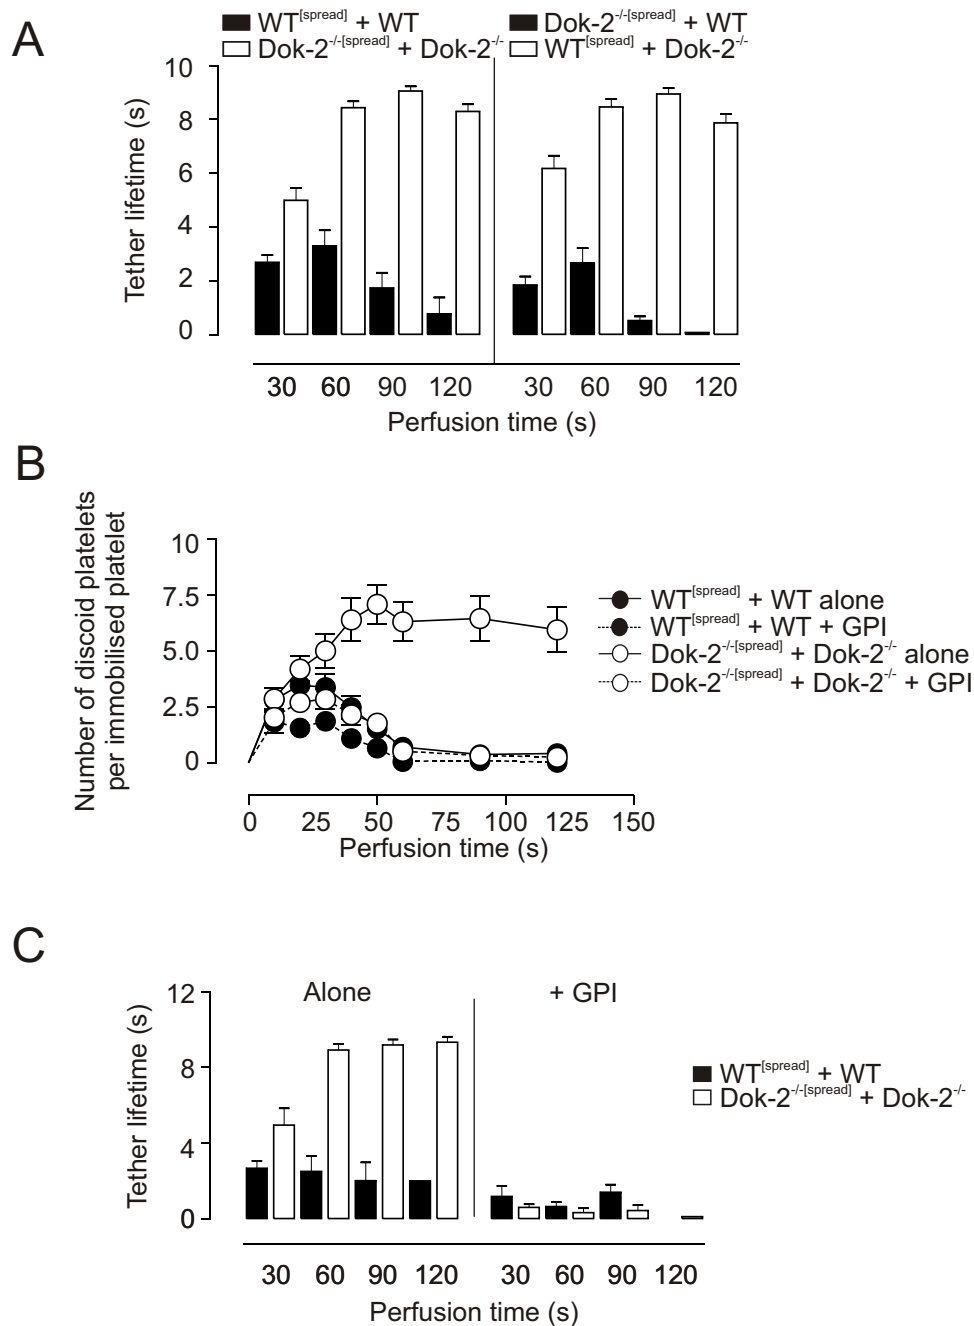 A
WT[spread] + WT
Dok-2-/-[spread] + Dok-2-/-
Dok-2-/-[spread] + WT
WT[spread] + Dok-2-/-
Tether lifetime (s)
10
8
6
4
2
0
30 60 90 120 30 60 90 120
Perfusion time (s)
B
Number of discoid platelets
per immobilised platelet
10
7.5
5.0
2.5
0
0 25 50 75 100 125 150
Perfusion time (s)
WT[spread] + WT alone
WT[spread] + WT + GPI
Dok-2-/-[spread] + Dok-2-/- alone
Dok-2-/-[spread] + Dok-2-/- + GPI
C
Tether lifetime (s)
12
8
4
0
Alone
+ GPI
WT[spread] + WT
Dok-2-/-[spread] + Dok-2-/-
30 60 90 120 30 60 90 120
Perfusion time (s)